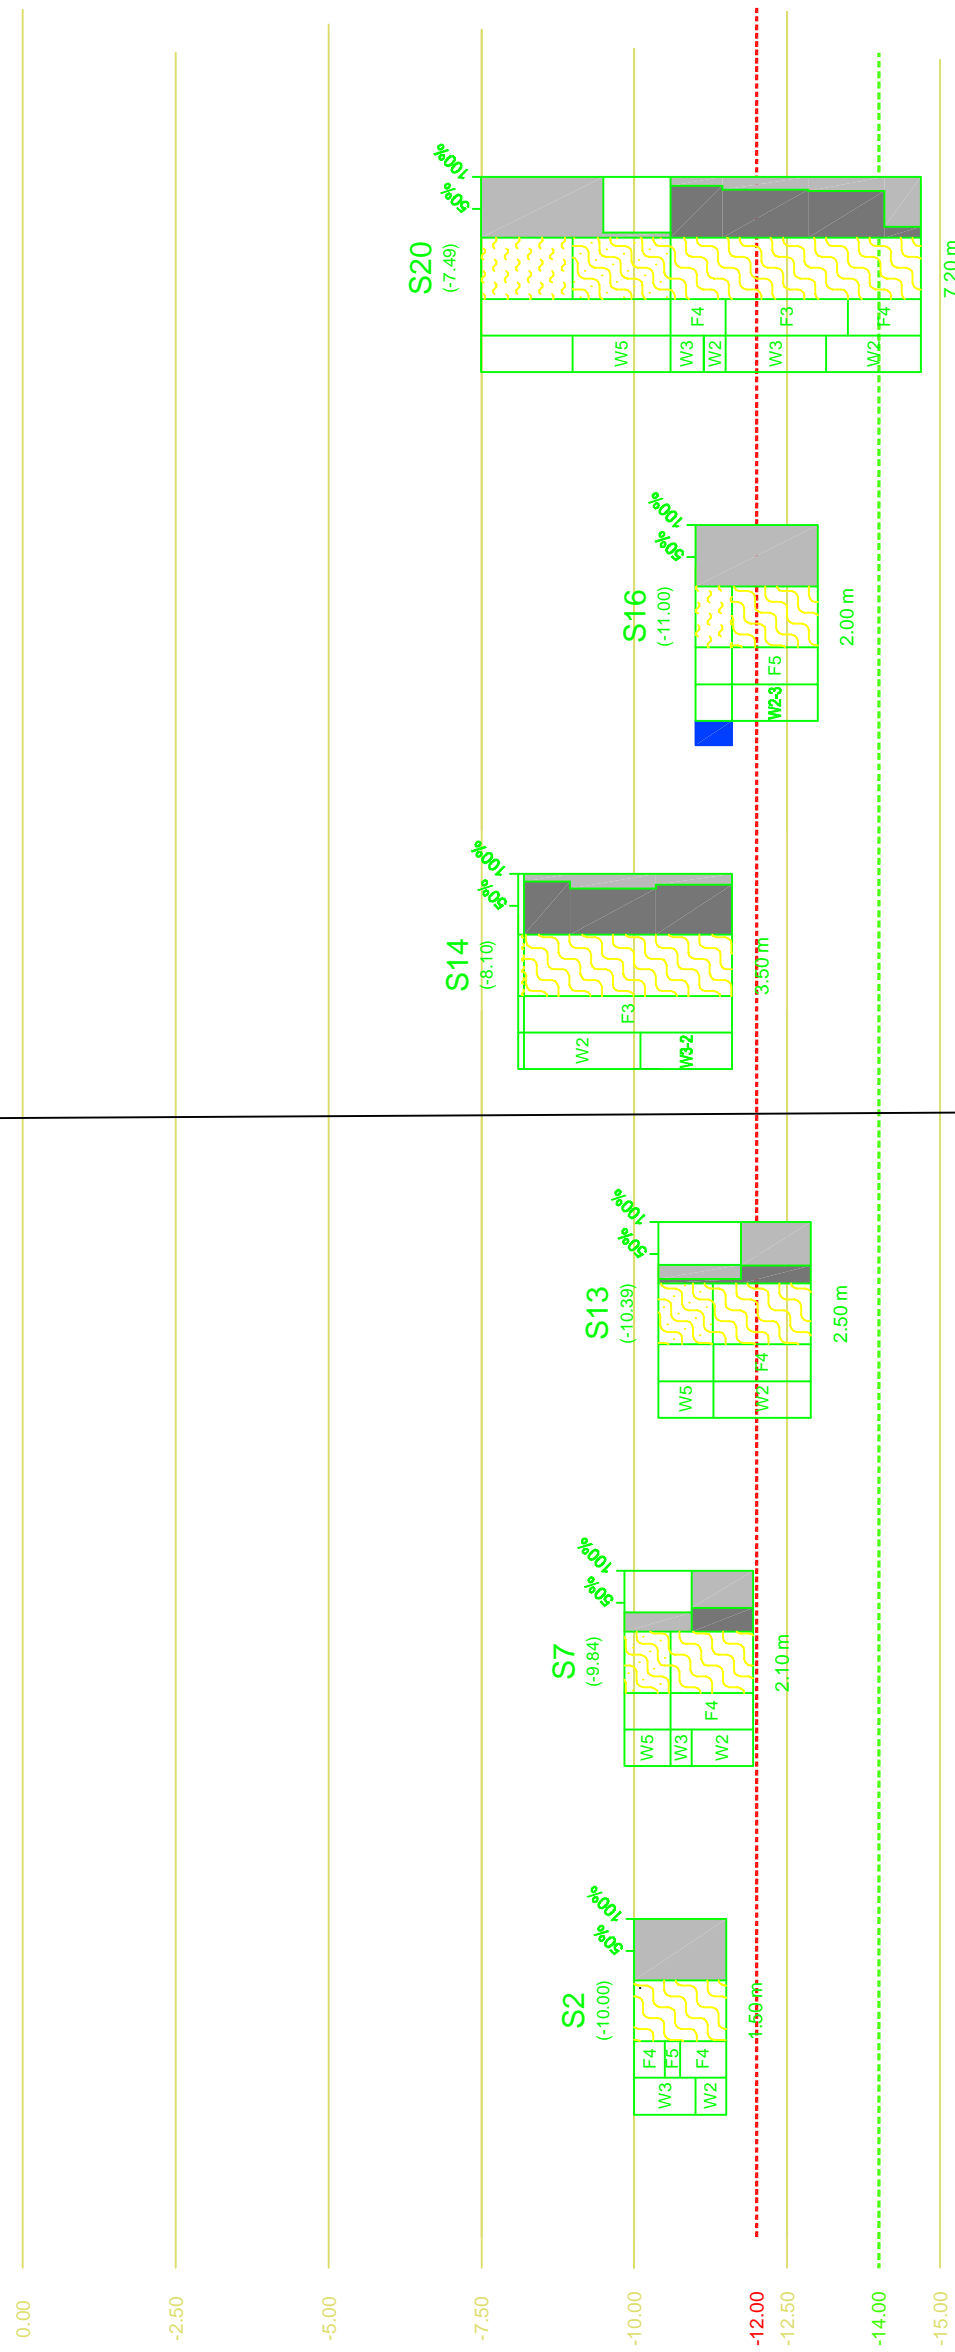 S2
(-10.00)
50%
100%
F4
F5
F4
W3
W2
1.50 m
S7
(-9.84)
50%
100%
F4
W5
W3
W2
2.10 m
S13
(-10.39)
50%
100%
F4
W5
W2
2.50 m
S14
(-8.10)
50%
100%
F3
W2
W3-2
3.50 m
S16
(-11.00)
50%
100%
F5
W2-3
2.00 m
S20
(-7.49)
50%
100%
F4
F3
F4
W5
W3
W2
W3
W2
7.20 m
0.00
-2.50
-5.00
-7.50
-10.00
-12.00
-12.50
-14.00
-15.00